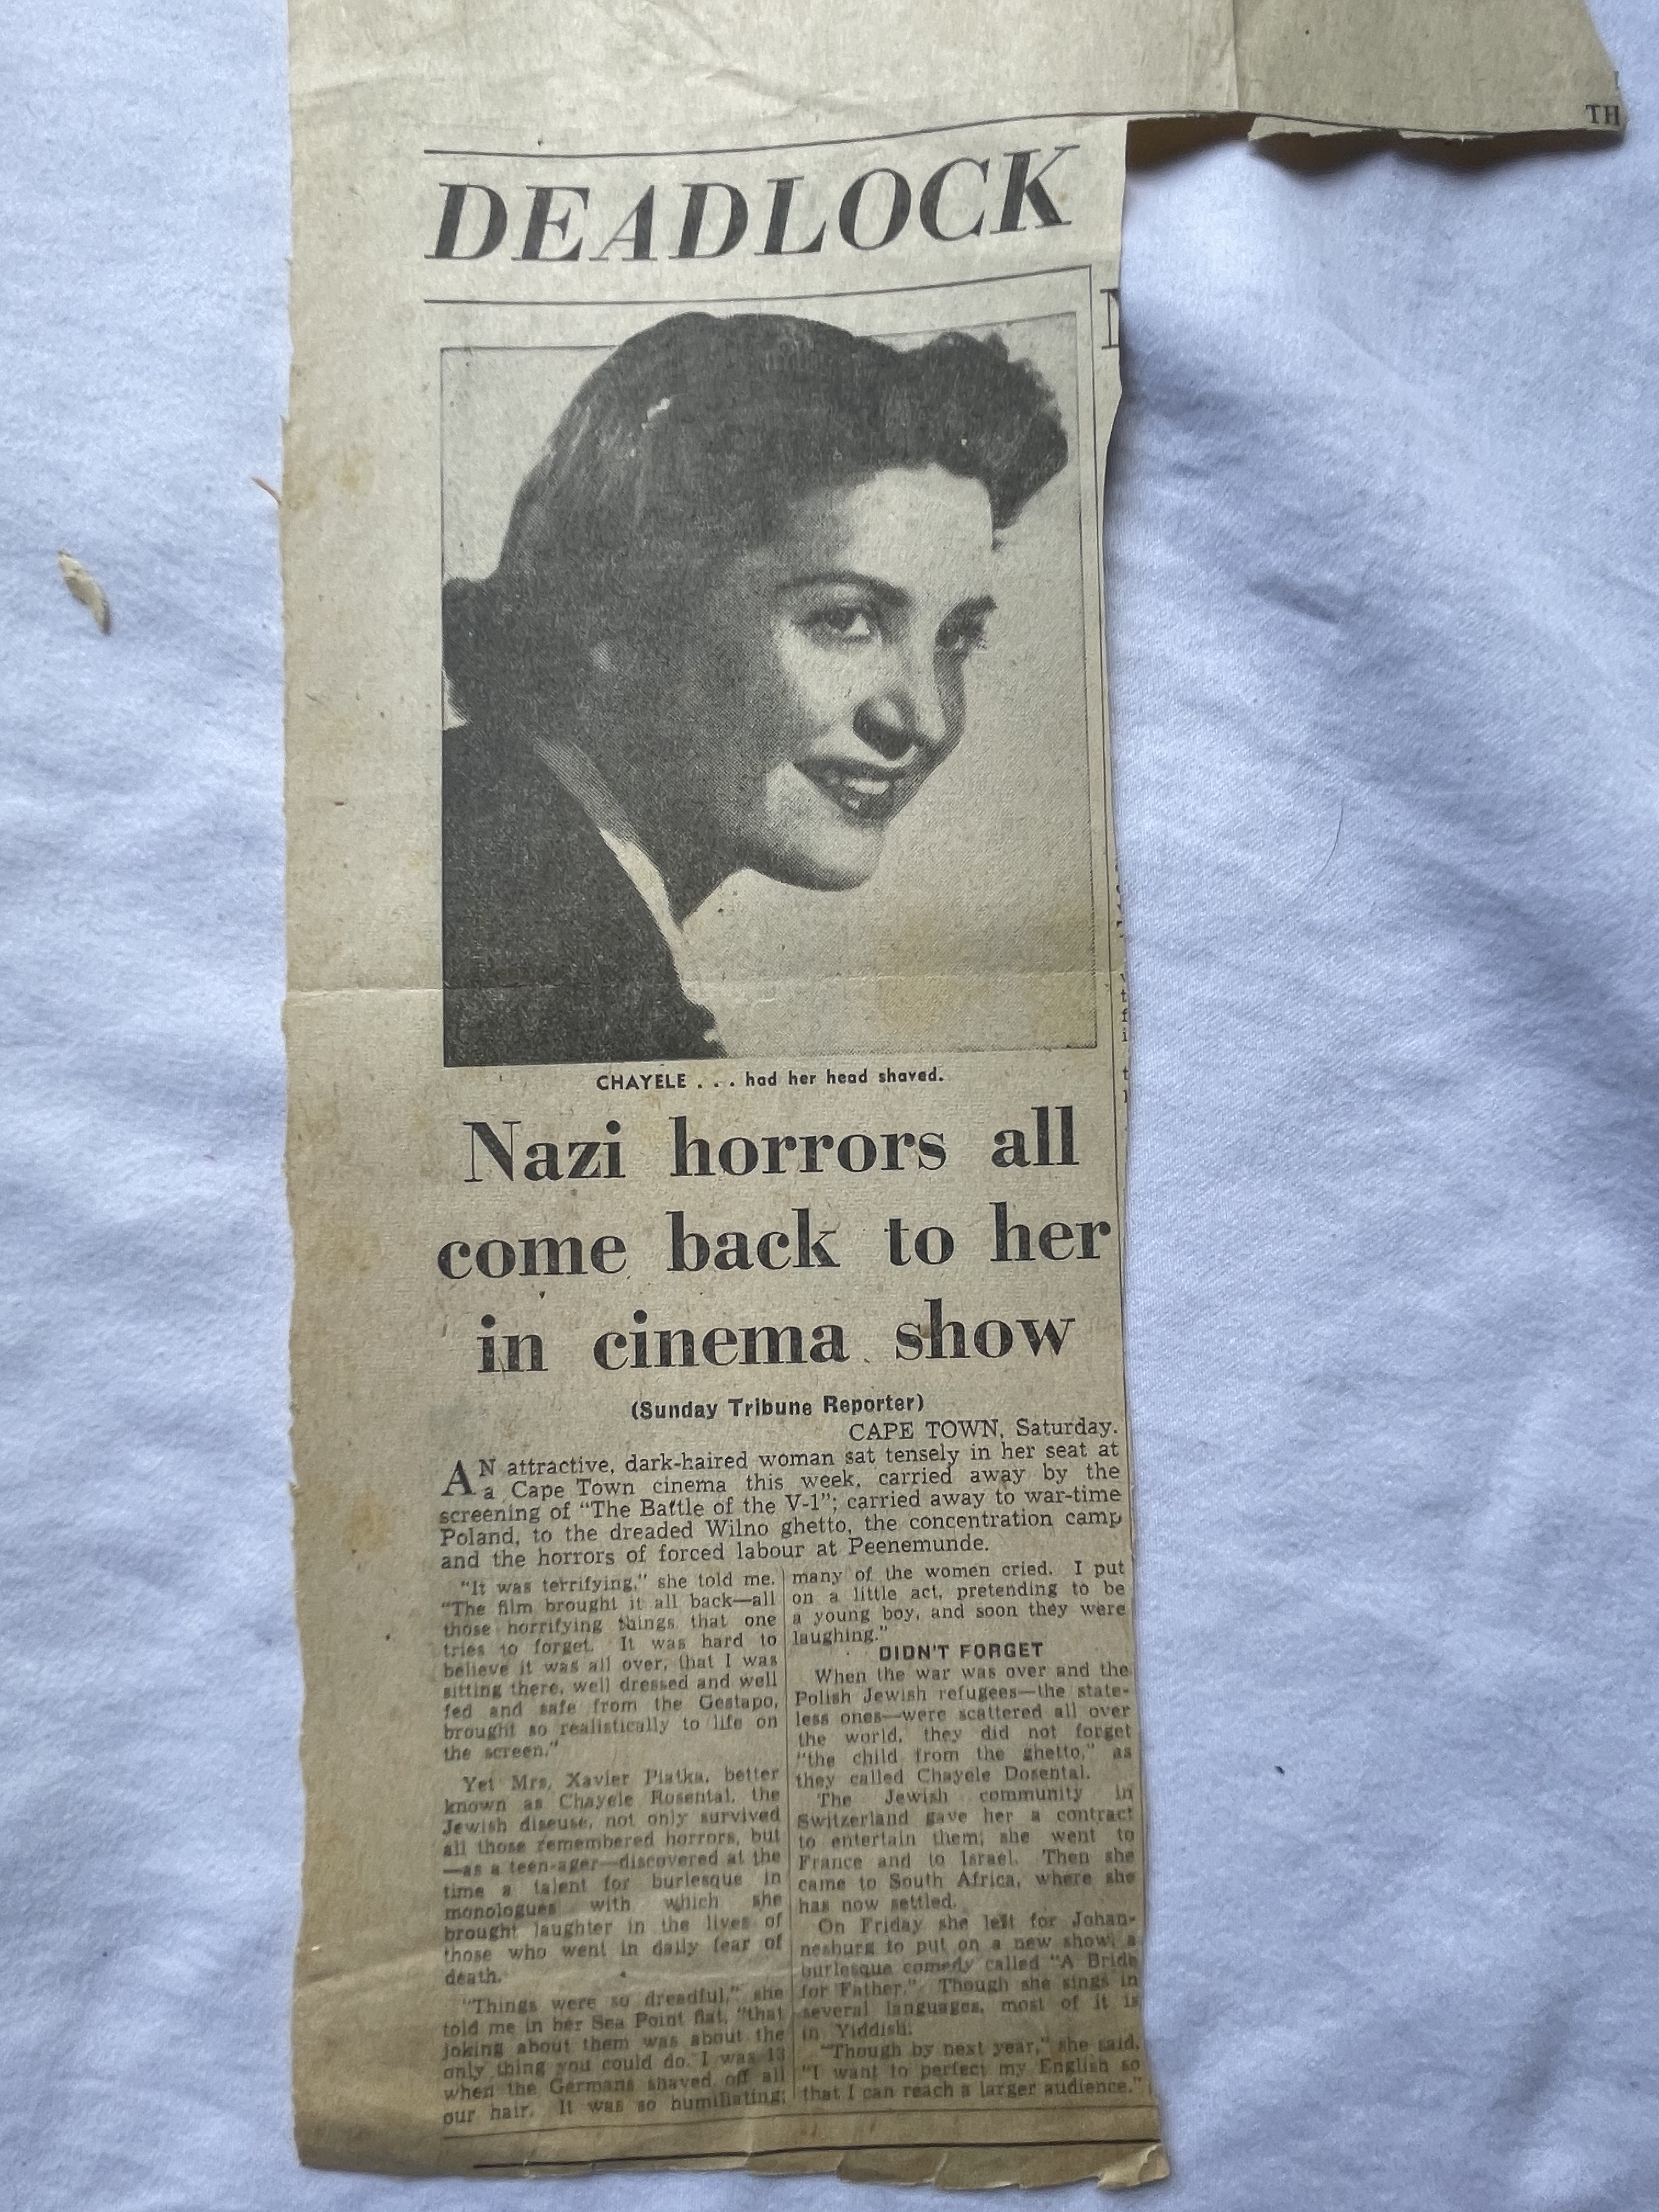 TH
DEADLOCK
CHAYELE . . . had her head shaved.
Nazi horrors all
come back to her
in cinema show
(Sunday Tribune Reporter)
CAPE TOWN, Saturday.
AN attractive, dark-haired woman sat tensely in her seat at
a Cape Town cinema this week, carried away by the
screening of "The Battle of the V-1"; carried away to war-time
Poland, to the dreaded Wilno ghetto, the concentration camp
and the horrors of forced labour at Peenemunde.
"It was terrifying," she told me.
"The film brought it all back—all
those horrifying things that one
tries to forget. It was hard to
believe it was all over, that I was
sitting there, well dressed and well
fed and safe from the Gestapo,
brought so realistically to life on
the screen."
Yet Mrs. Xavier Piatka, better
known as Chayele Rosental, the
Jewish diseuse, not only survived
all those remembered horrors, but
—as a teen-ager—discovered at the
time a talent for burlesque in
monologues with which she
brought laughter in the lives of
those who went in daily fear of
death.
"Things were so dreadful," she
told me in her Sea Point flat, "that
joking about them was about the
only thing you could do. I was 13
when the Germans shaved off all
our hair. It was so humiliating;
many of the women cried. I put
on a little act, pretending to be
a young boy, and soon they were
laughing."
DIDN'T FORGET
When the war was over and the
Polish Jewish refugees—the state-
less ones—were scattered all over
the world, they did not forget
"the child from the ghetto," as
they called Chayele Dosental.
The Jewish community in
Switzerland gave her a contract
to entertain them; she went to
France and to Israel. Then she
came to South Africa, where she
has now settled.
On Friday she left for Johan-
nesburg to put on a new show, a
burlesque comedy called "A Bride
for Father." Though she sings in
several languages, most of it is
in Yiddish.
"Though by next year," she said,
"I want to perfect my English so
that I can reach a larger audience."